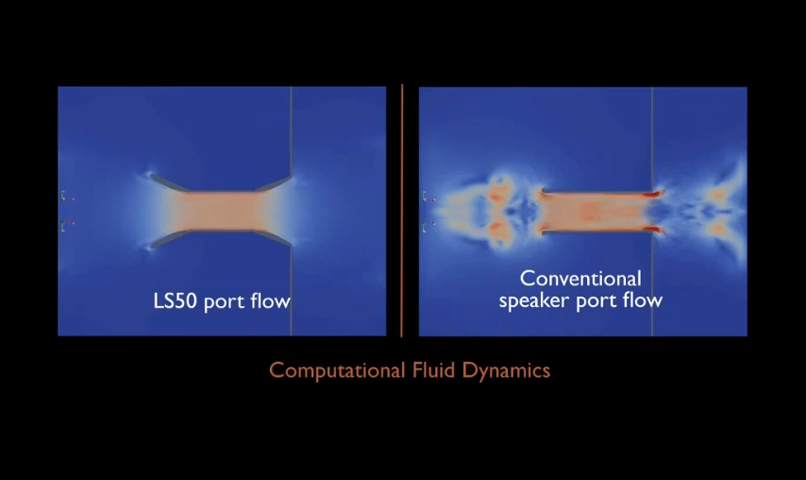 LS50 port flow
Conventional
speaker port flow
Computational Fluid Dynamics